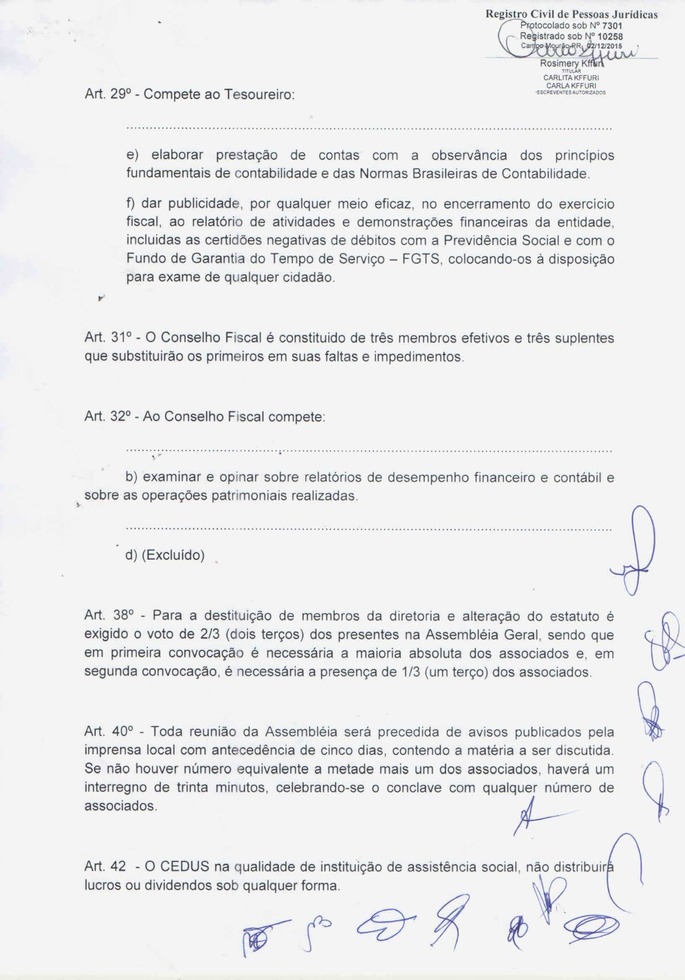 Registro Civil de Pessoas Jurídicas
Protocolado sob Nº 7301
Registrado sob Nº 10258
Campo Mourão-PR, 02/12/2015
Rosimery Kffuri
TITULAR
CARLITA KFFURI
CARLA KFFURI
-ESCREVENTES AUTORIZADOS
Art. 29º - Compete ao Tesoureiro:
e) elaborar prestação de contas com a observância dos princípios
fundamentais de contabilidade e das Normas Brasileiras de Contabilidade.
f) dar publicidade, por qualquer meio eficaz, no encerramento do exercício
fiscal, ao relatório de atividades e demonstrações financeiras da entidade,
incluidas as certidões negativas de débitos com a Previdência Social e com o
Fundo de Garantia do Tempo de Serviço – FGTS, colocando-os á disposição
para exame de qualquer cidadão.
Art. 31º - O Conselho Fiscal é constituido de três membros efetivos e três suplentes
que substituirão os primeiros em suas faltas e impedimentos.
Art. 32º - Ao Conselho Fiscal compete:
b) examinar e opinar sobre relatórios de desempenho financeiro e contábil e
sobre as operações patrimoniais realizadas.
d) (Excluído)
Art. 38º - Para a destituição de membros da diretoria e alteração do estatuto é
exigido o voto de 2/3 (dois terços) dos presentes na Assembléia Geral, sendo que
em primeira convocação é necessária a maioria absoluta dos associados e, em
segunda convocação, é necessária a presença de 1/3 (um terço) dos associados.
Art. 40º - Toda reunião da Assembléia será precedida de avisos publicados pela
imprensa local com antecedência de cinco dias, contendo a matéria a ser discutida.
Se não houver número equivalente a metade mais um dos associados, haverá um
interregno de trinta minutos, celebrando-se o conclave com qualquer número de
associados.
Art. 42 - O CEDUS na qualidade de instituição de assistência social, não distribuirá
lucros ou dividendos sob qualquer forma.